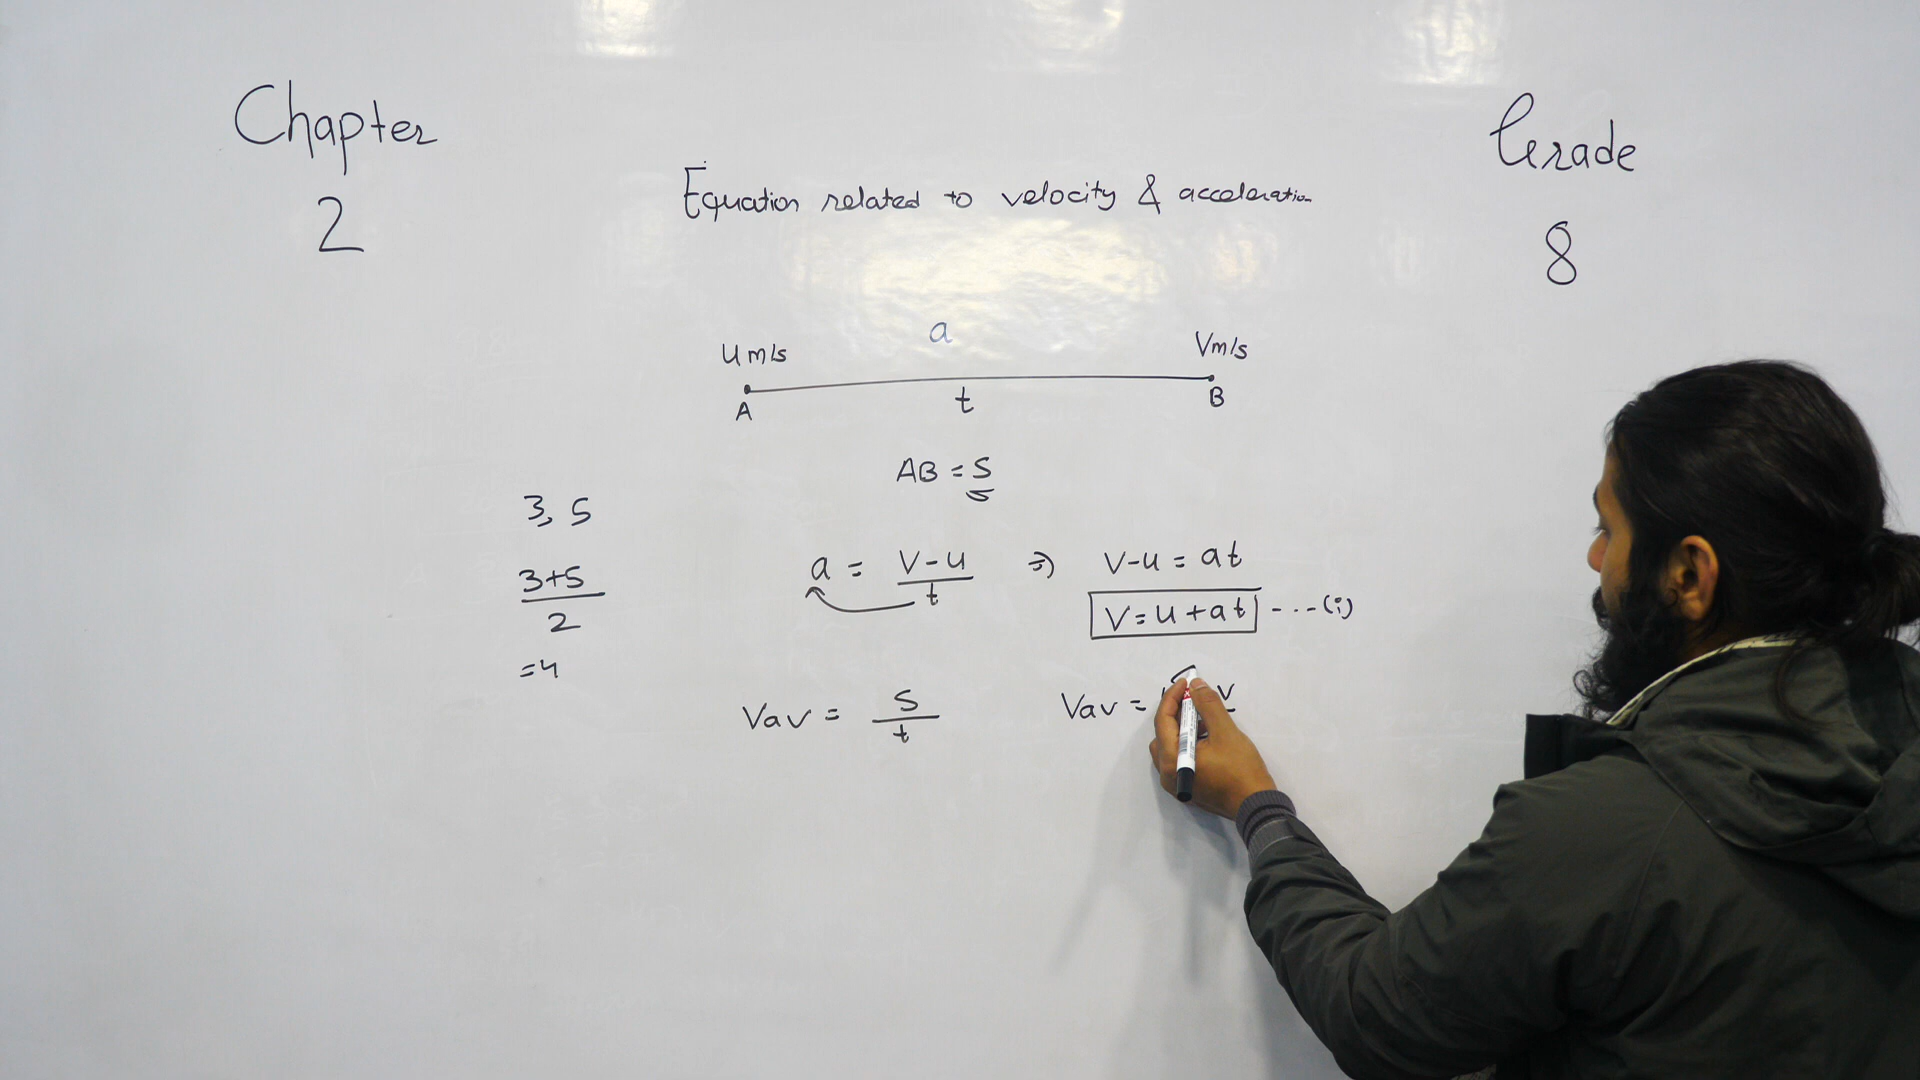 Chapter
2
Grade
8
Equation related to velocity & acceleration
a
U m/s
V m/s
A
t
B
AB = S
3, 5
3+5
2
=4
a = V-u
t
⇒ V-u = at
V = u + at ---(i)
Vav = S
t
Vav =
V